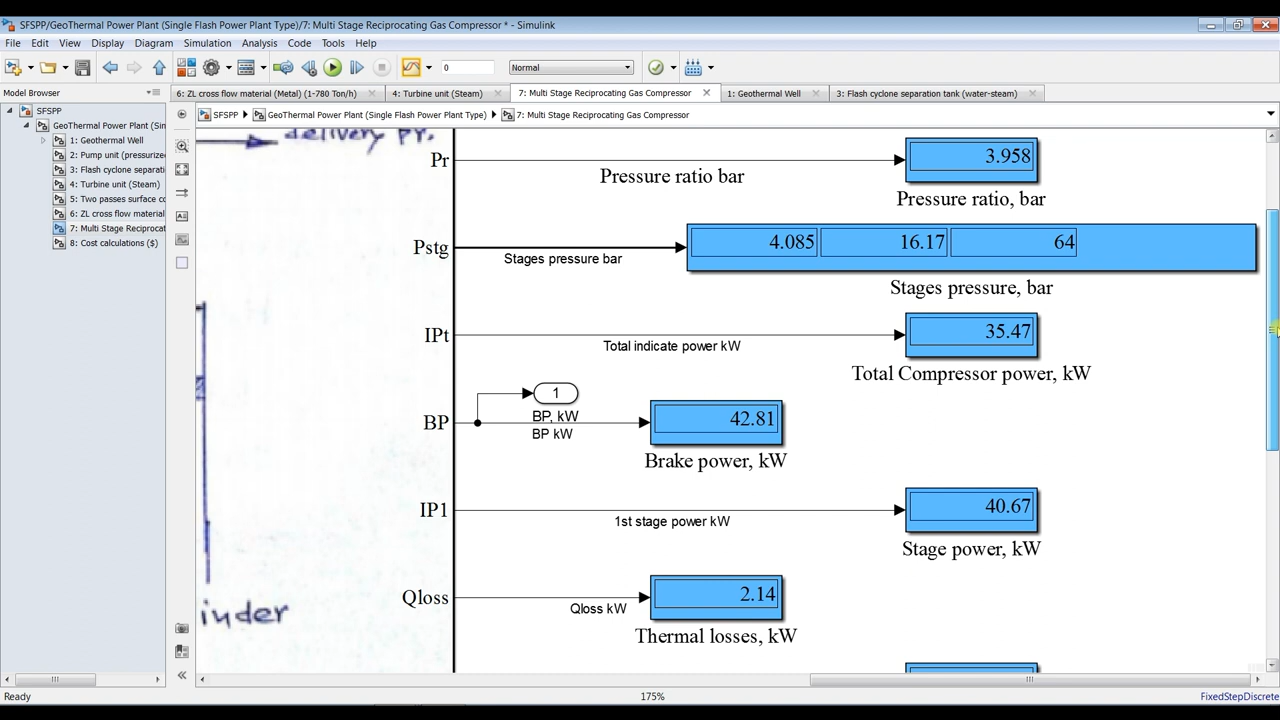 SFSPP/GeoThermal Power Plant (Single Flash Power Plant Type)/7: Multi Stage Reciprocating Gas Compressor * - Simulink
File Edit View Display Diagram Simulation Analysis Code Tools Help
0 Normal
Model Browser
6: ZL cross flow material (Metal) (1-780 Ton/h) 4: Turbine unit (Steam) 7: Multi Stage Reciprocating Gas Compressor 1: Geothermal Well 3: Flash cyclone separation tank (water-steam)
SFSPP GeoThermal Power Plant (Single Flash Power Plant Type) 7: Multi Stage Reciprocating Gas Compressor
SFSPP
GeoThermal Power Plant (Sin
1: Geothermal Well
2: Pump unit (pressurize
3: Flash cyclone separati
4: Turbine unit (Steam)
5: Two passes surface co
6: ZL cross flow material
7: Multi Stage Reciprocat
8: Cost calculations ($)
delivery pr.
Pr
Pressure ratio bar
3.958
Pressure ratio, bar
Pstg
Stages pressure bar
4.085 16.17 64
Stages pressure, bar
IPt
Total indicate power kW
35.47
Total Compressor power, kW
1
BP
BP, kW
BP kW
42.81
Brake power, kW
IP1
1st stage power kW
40.67
Stage power, kW
Qloss
Qloss kW
2.14
Thermal losses, kW
inder
Ready 175% FixedStepDiscrete